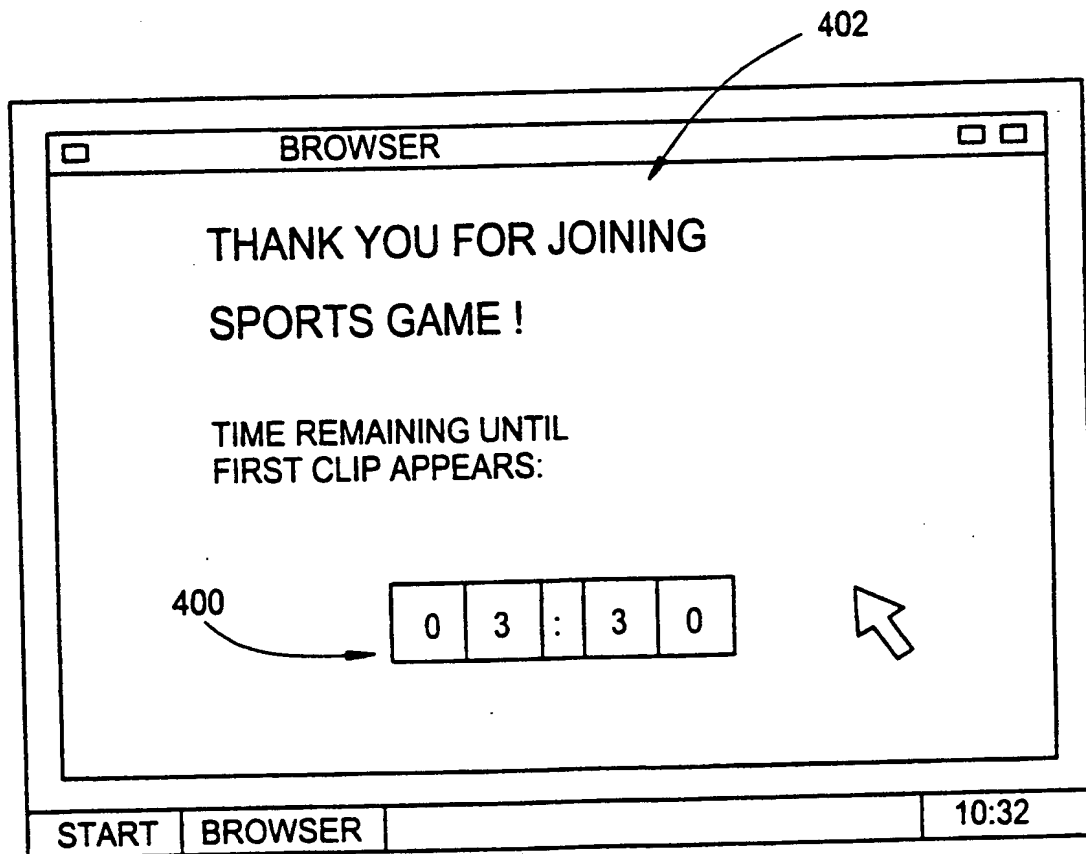 402
BROWSER
THANK YOU FOR JOINING
SPORTS GAME !
TIME REMAINING UNTIL
FIRST CLIP APPEARS:
400
0 3 : 3 0
START BROWSER 10:32